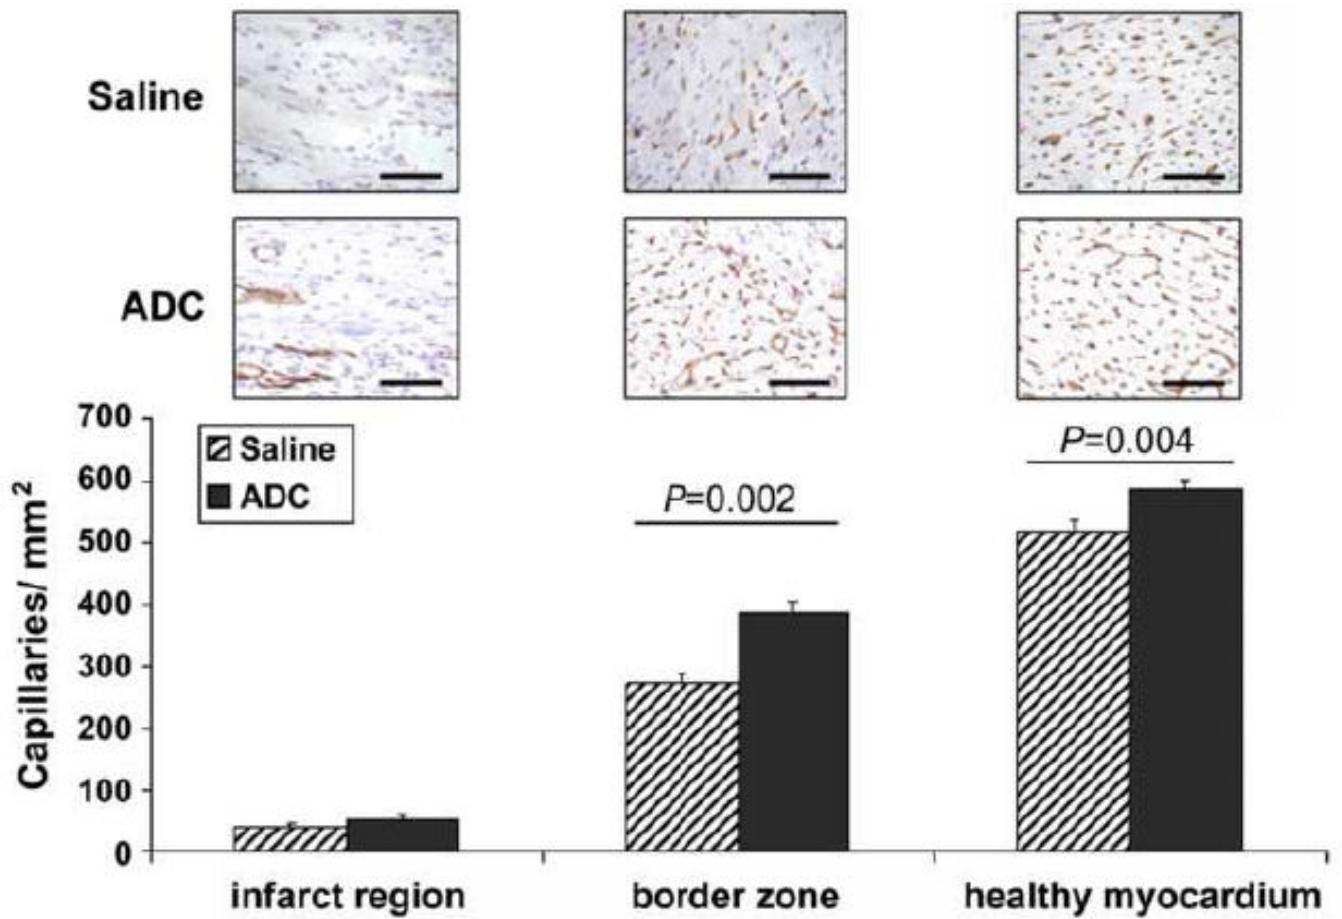 Saline
ADC
700
600
500
400
300
200
100
0
Capillaries/ mm²
Saline
ADC
P=0.002
P=0.004
infarct region
border zone
healthy myocardium